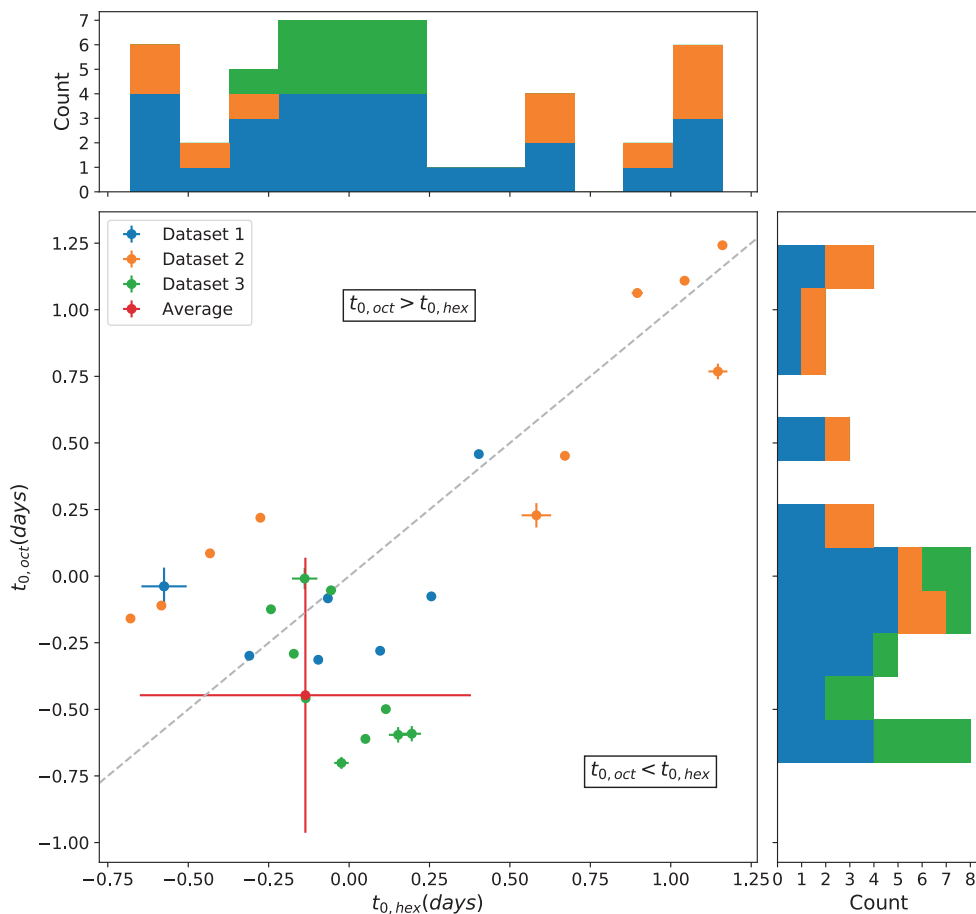 7
6
5
4
3
2
1
0
Count
Dataset 1
Dataset 2
Dataset 3
Average
t0,oct > t0,hex
t0,oct < t0,hex
1.25
1.00
0.75
0.50
0.25
0.00
−0.25
−0.50
−0.75
−1.00
t0,oct(days)
−0.75 −0.50 −0.25 0.00 0.25 0.50 0.75 1.00 1.25
t0,hex(days)
0 1 2 3 4 5 6 7 8
Count